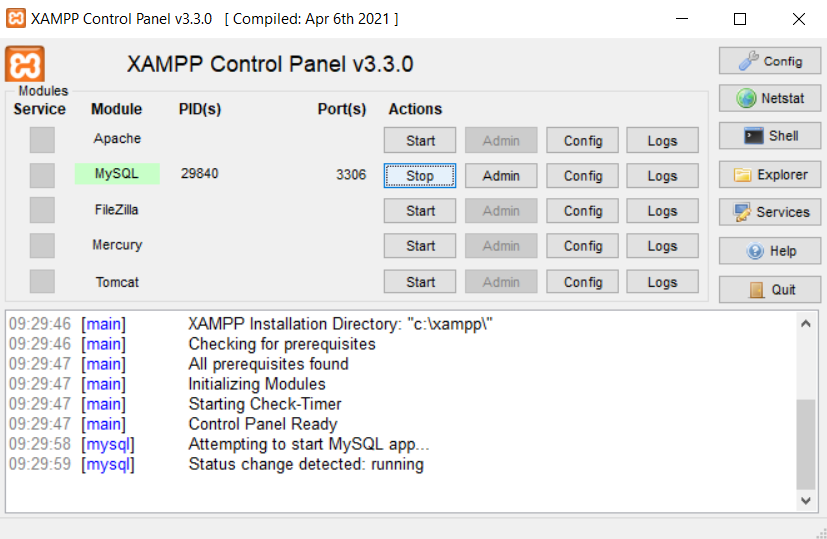 XAMPP Control Panel v3.3.0 [ Compiled: Apr 6th 2021 ]
XAMPP Control Panel v3.3.0
Config
Modules
Service Module PID(s) Port(s) Actions
Netstat
Apache Start Admin Config Logs
Shell
MySQL 29840 3306 Stop Admin Config Logs
Explorer
FileZilla Start Admin Config Logs
Services
Mercury Start Admin Config Logs
Help
Tomcat Start Admin Config Logs
Quit
09:29:46 [main] XAMPP Installation Directory: "c:\xampp\"
09:29:46 [main] Checking for prerequisites
09:29:47 [main] All prerequisites found
09:29:47 [main] Initializing Modules
09:29:47 [main] Starting Check-Timer
09:29:47 [main] Control Panel Ready
09:29:58 [mysql] Attempting to start MySQL app...
09:29:59 [mysql] Status change detected: running